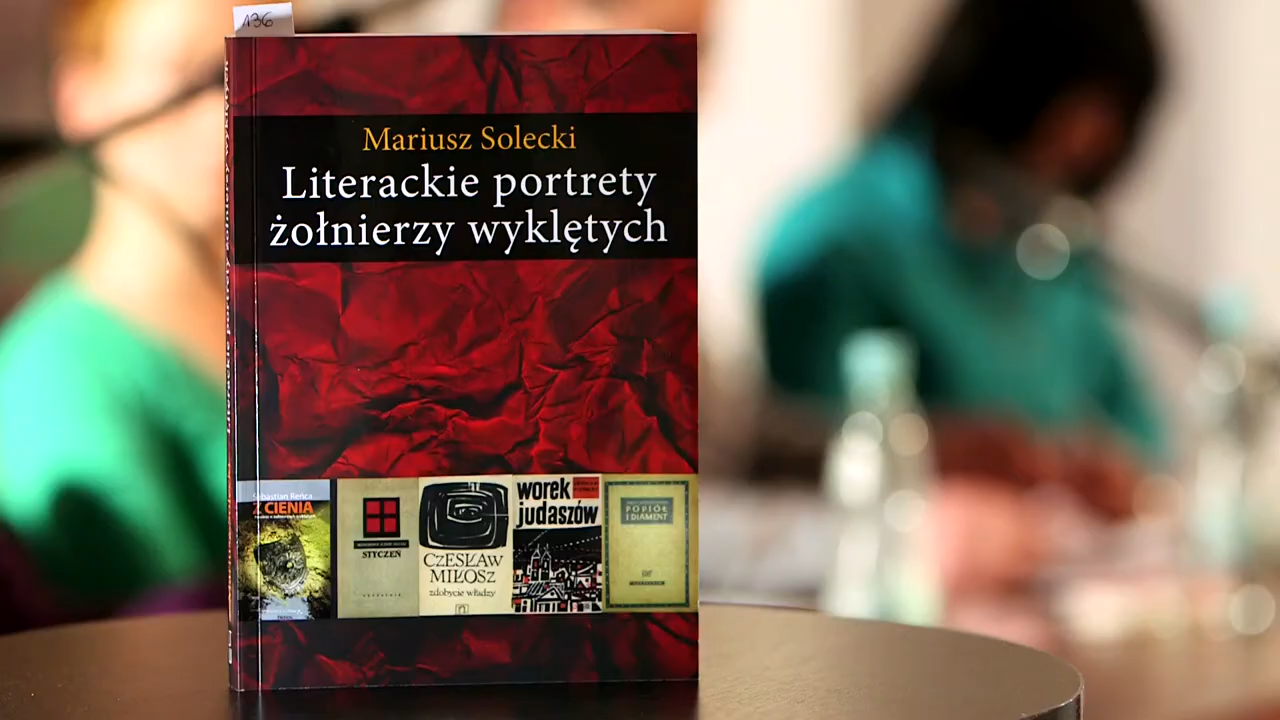 136
Mariusz Solecki
Literackie portrety
żołnierzy wyklętych
Sebastian Reńca
Z CIENIA
STYCZEŃ
CZESŁAW
MIŁOSZ
zdobycie władzy
worek
judaszów
POPIÓŁ
I DIAMENT